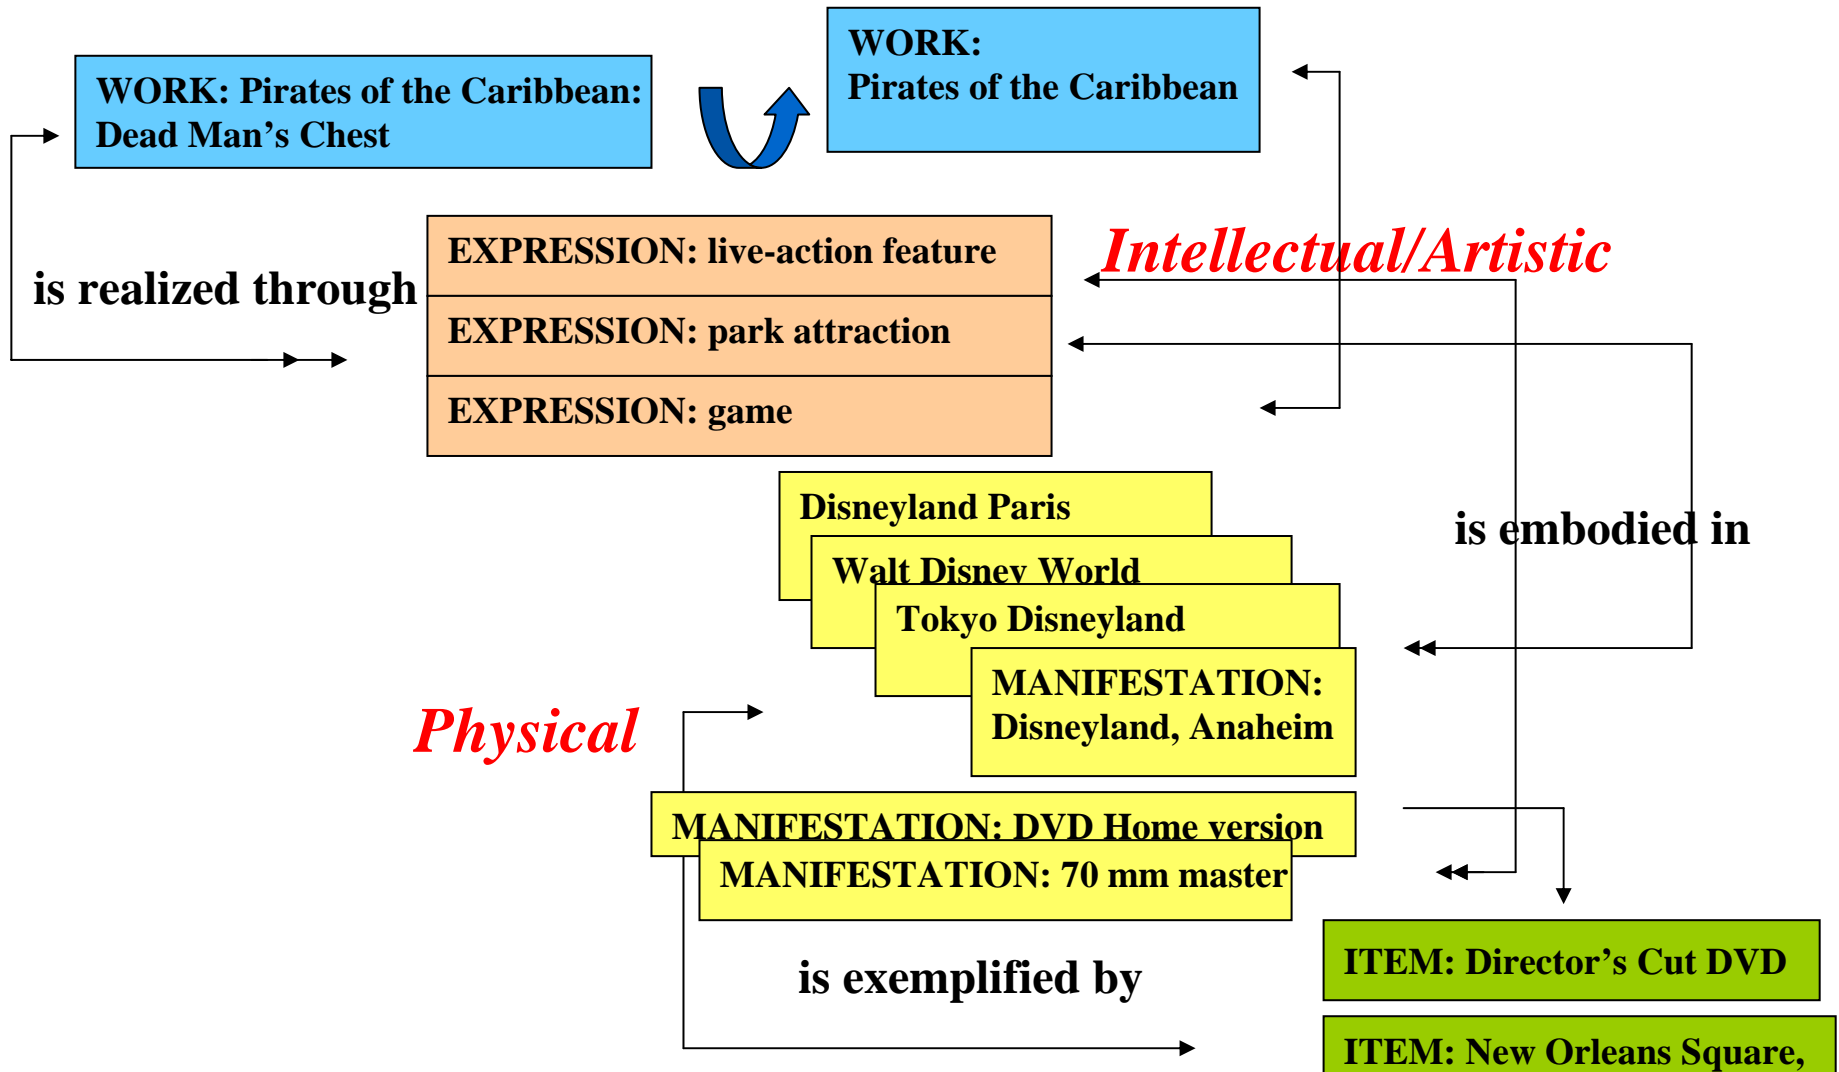 WORK:
Pirates of the Caribbean
WORK: Pirates of the Caribbean:
Dead Man's Chest
EXPRESSION: live-action feature
Intellectual/Artistic
is realized through
EXPRESSION: park attraction
EXPRESSION: game
Disneyland Paris
is embodied in
Walt Disney World
Tokyo Disneyland
MANIFESTATION:
Disneyland, Anaheim
Physical
MANIFESTATION: DVD Home version
MANIFESTATION: 70 mm master
ITEM: Director's Cut DVD
is exemplified by
ITEM: New Orleans Square,